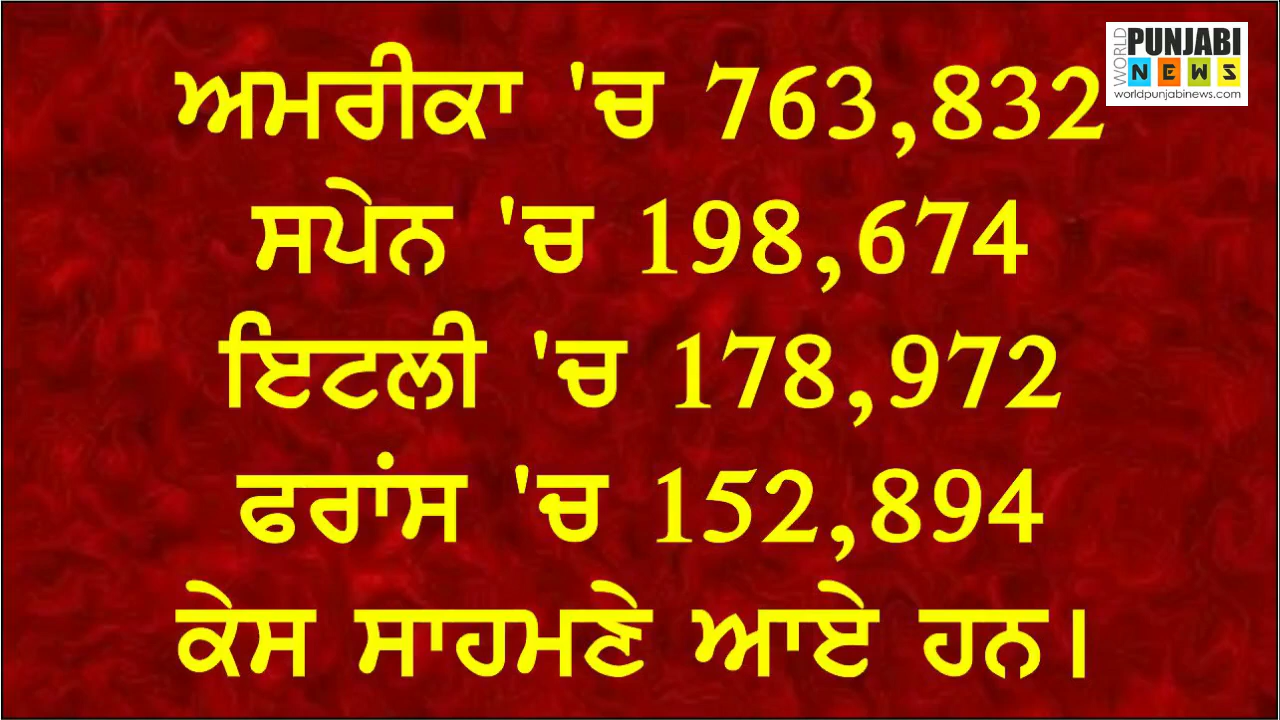 ਅਮਰੀਕਾ 'ਚ 763,832
ਸਪੇਨ 'ਚ 198,674
ਇਟਲੀ 'ਚ 178,972
ਫਰਾਂਸ 'ਚ 152,894
ਕੇਸ ਸਾਹਮਣੇ ਆਏ ਹਨ।
WORLD
PUNJABI
NEWS
worldpunjabinews.com